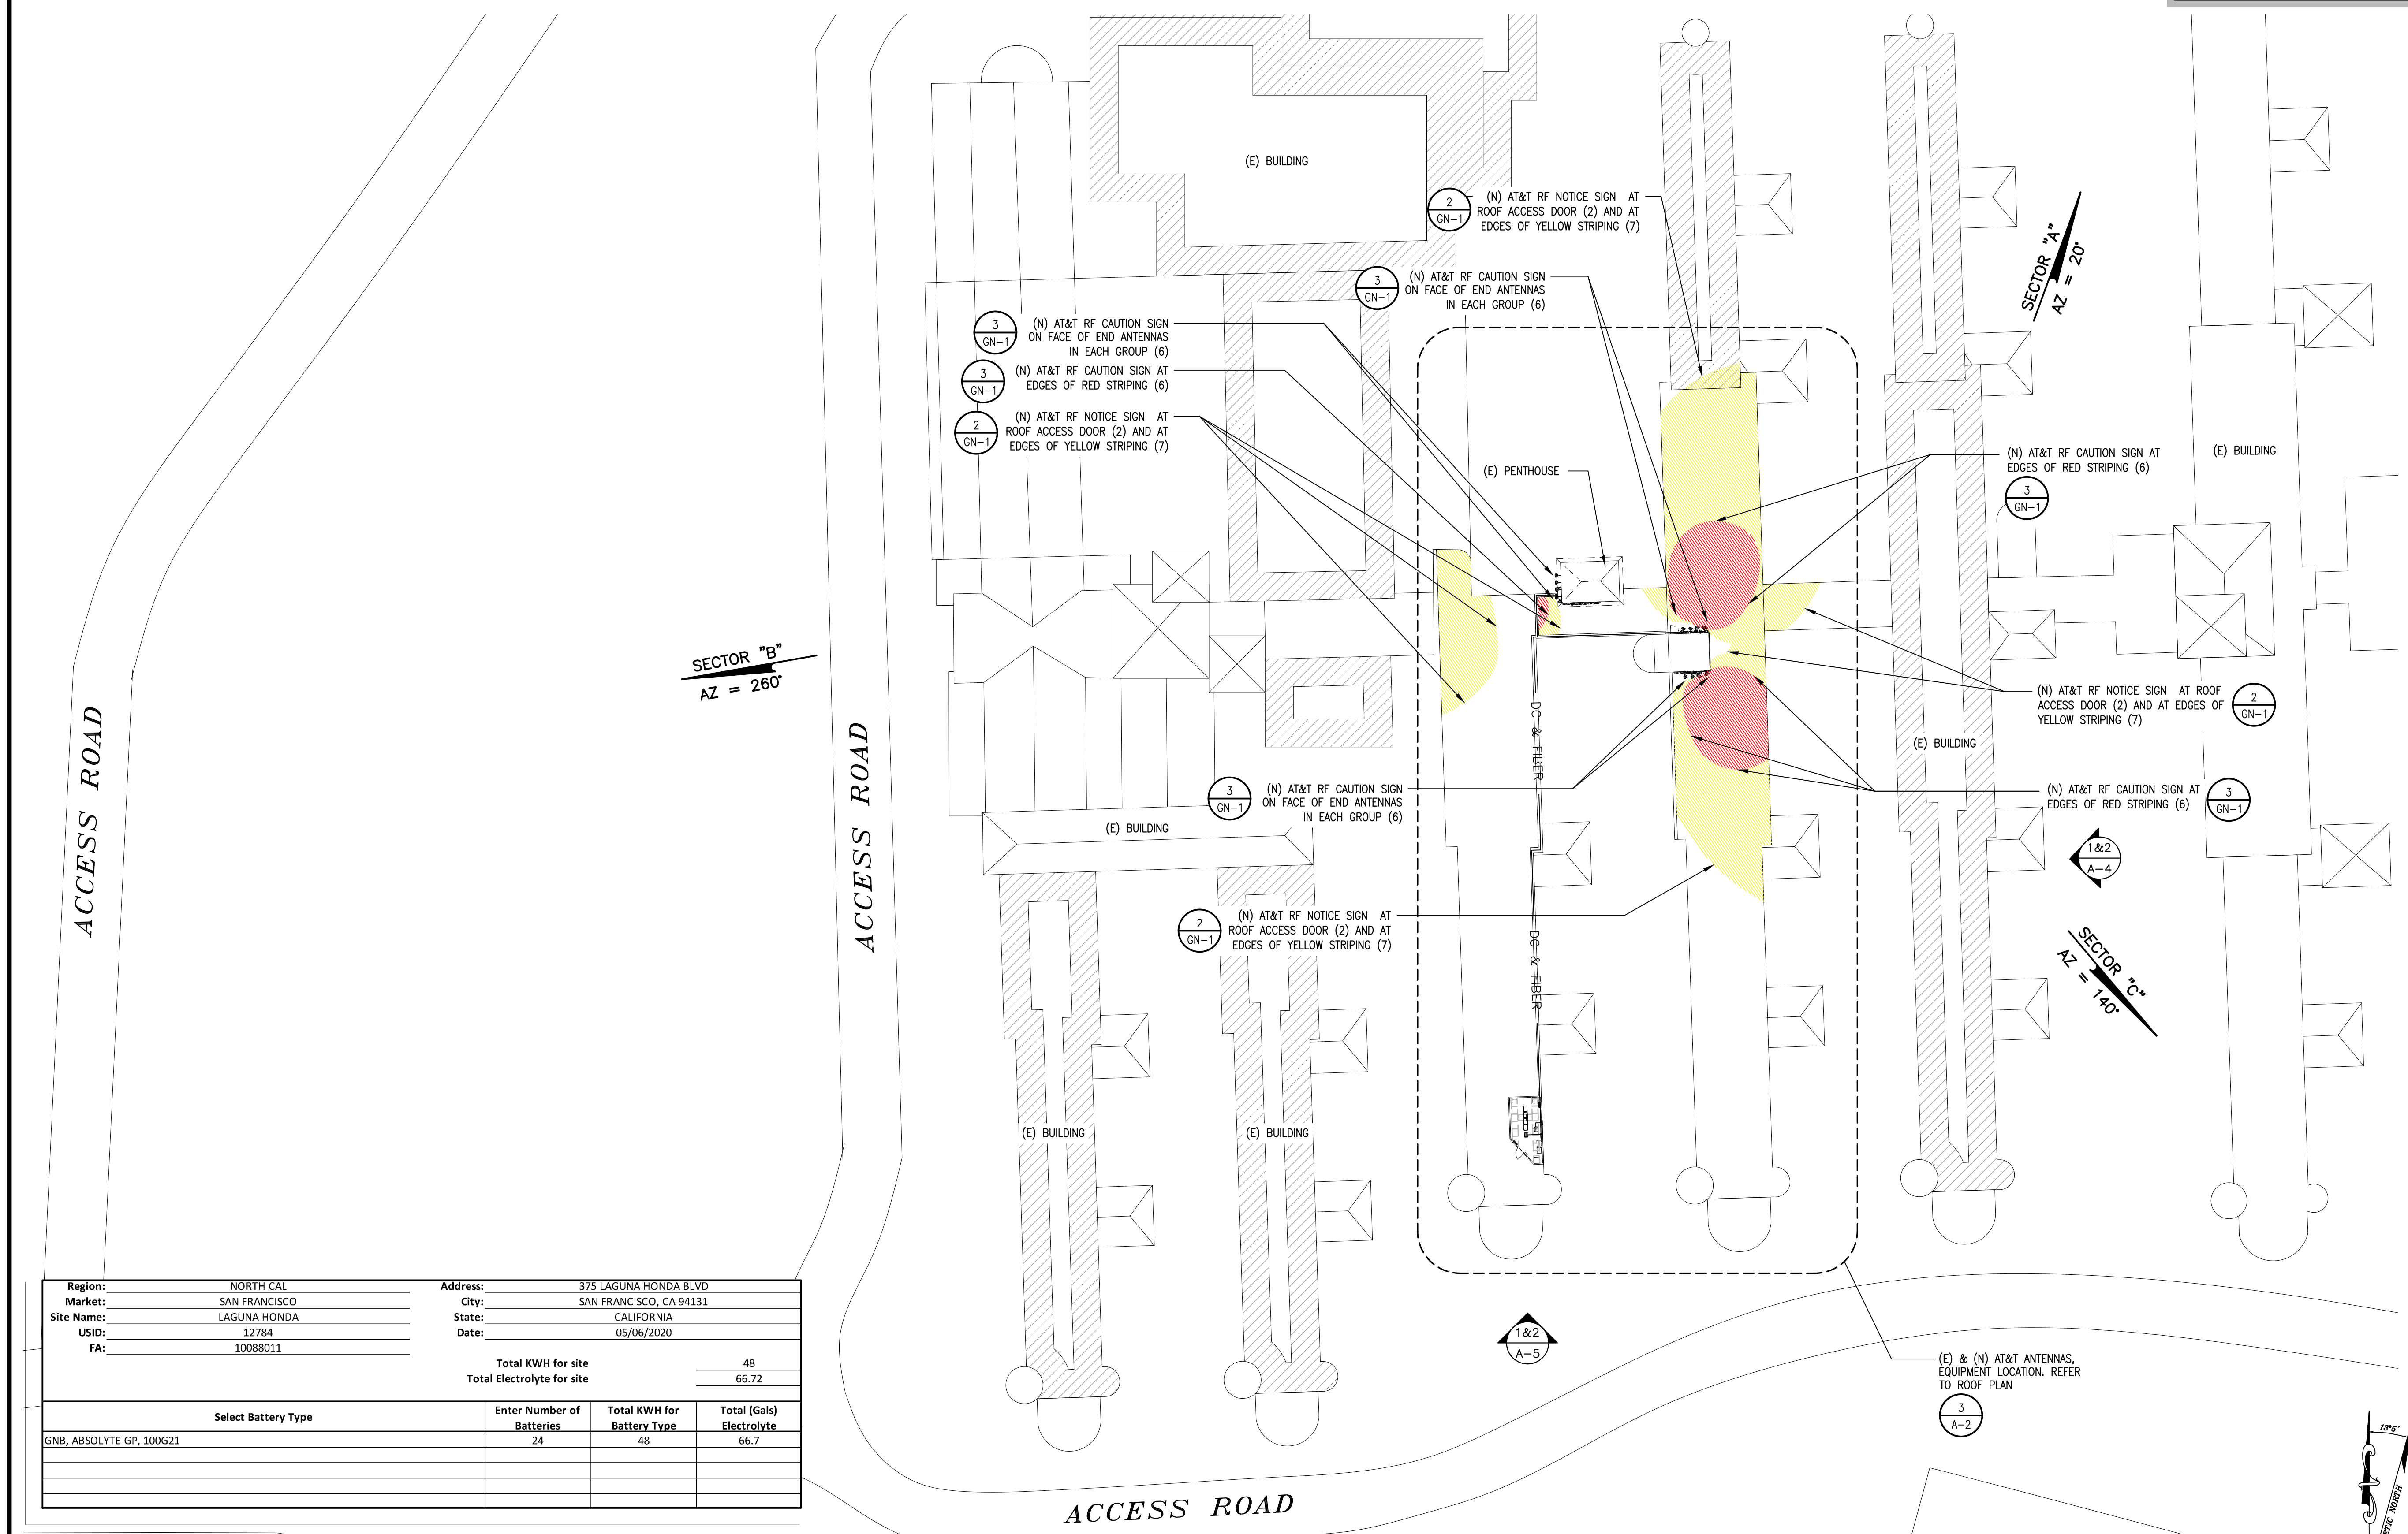 (E) BUILDING
2
GN-1
(N) AT&T RF NOTICE SIGN AT
ROOF ACCESS DOOR (2) AND AT
EDGES OF YELLOW STRIPING (7)
3
GN-1
(N) AT&T RF CAUTION SIGN
ON FACE OF END ANTENNAS
IN EACH GROUP (6)
SECTOR "A"
AZ = 20°
3
GN-1
(N) AT&T RF CAUTION SIGN
ON FACE OF END ANTENNAS
IN EACH GROUP (6)
3
GN-1
(N) AT&T RF CAUTION SIGN AT
EDGES OF RED STRIPING (6)
2
GN-1
(N) AT&T RF NOTICE SIGN AT
ROOF ACCESS DOOR (2) AND AT
EDGES OF YELLOW STRIPING (7)
(E) PENTHOUSE
(N) AT&T RF CAUTION SIGN AT
EDGES OF RED STRIPING (6)
3
GN-1
(E) BUILDING
SECTOR "B"
AZ = 260°
(N) AT&T RF NOTICE SIGN AT ROOF
ACCESS DOOR (2) AND AT EDGES OF
YELLOW STRIPING (7)
2
GN-1
ACCESS ROAD
ACCESS ROAD
DC & FIBER
(E) BUILDING
3
GN-1
(N) AT&T RF CAUTION SIGN
ON FACE OF END ANTENNAS
IN EACH GROUP (6)
(N) AT&T RF CAUTION SIGN AT
EDGES OF RED STRIPING (6)
3
GN-1
(E) BUILDING
1&2
A-4
2
GN-1
(N) AT&T RF NOTICE SIGN AT
ROOF ACCESS DOOR (2) AND AT
EDGES OF YELLOW STRIPING (7)
DC & FIBER
SECTOR "C"
AZ = 140°
(E) BUILDING
(E) BUILDING
Region: NORTH CAL Address: 375 LAGUNA HONDA BLVD
Market: SAN FRANCISCO City: SAN FRANCISCO, CA 94131
Site Name: LAGUNA HONDA State: CALIFORNIA
USID: 12784 Date: 05/06/2020
FA: 10088011
Total KWH for site 48
Total Electrolyte for site 66.72
Select Battery Type Enter Number of Batteries Total KWH for Battery Type Total (Gals) Electrolyte
GNB, ABSOLYTE GP, 100G21 24 48 66.7
1&2
A-5
(E) & (N) AT&T ANTENNAS,
EQUIPMENT LOCATION. REFER
TO ROOF PLAN
3
A-2
ACCESS ROAD
13°5'
NORTH